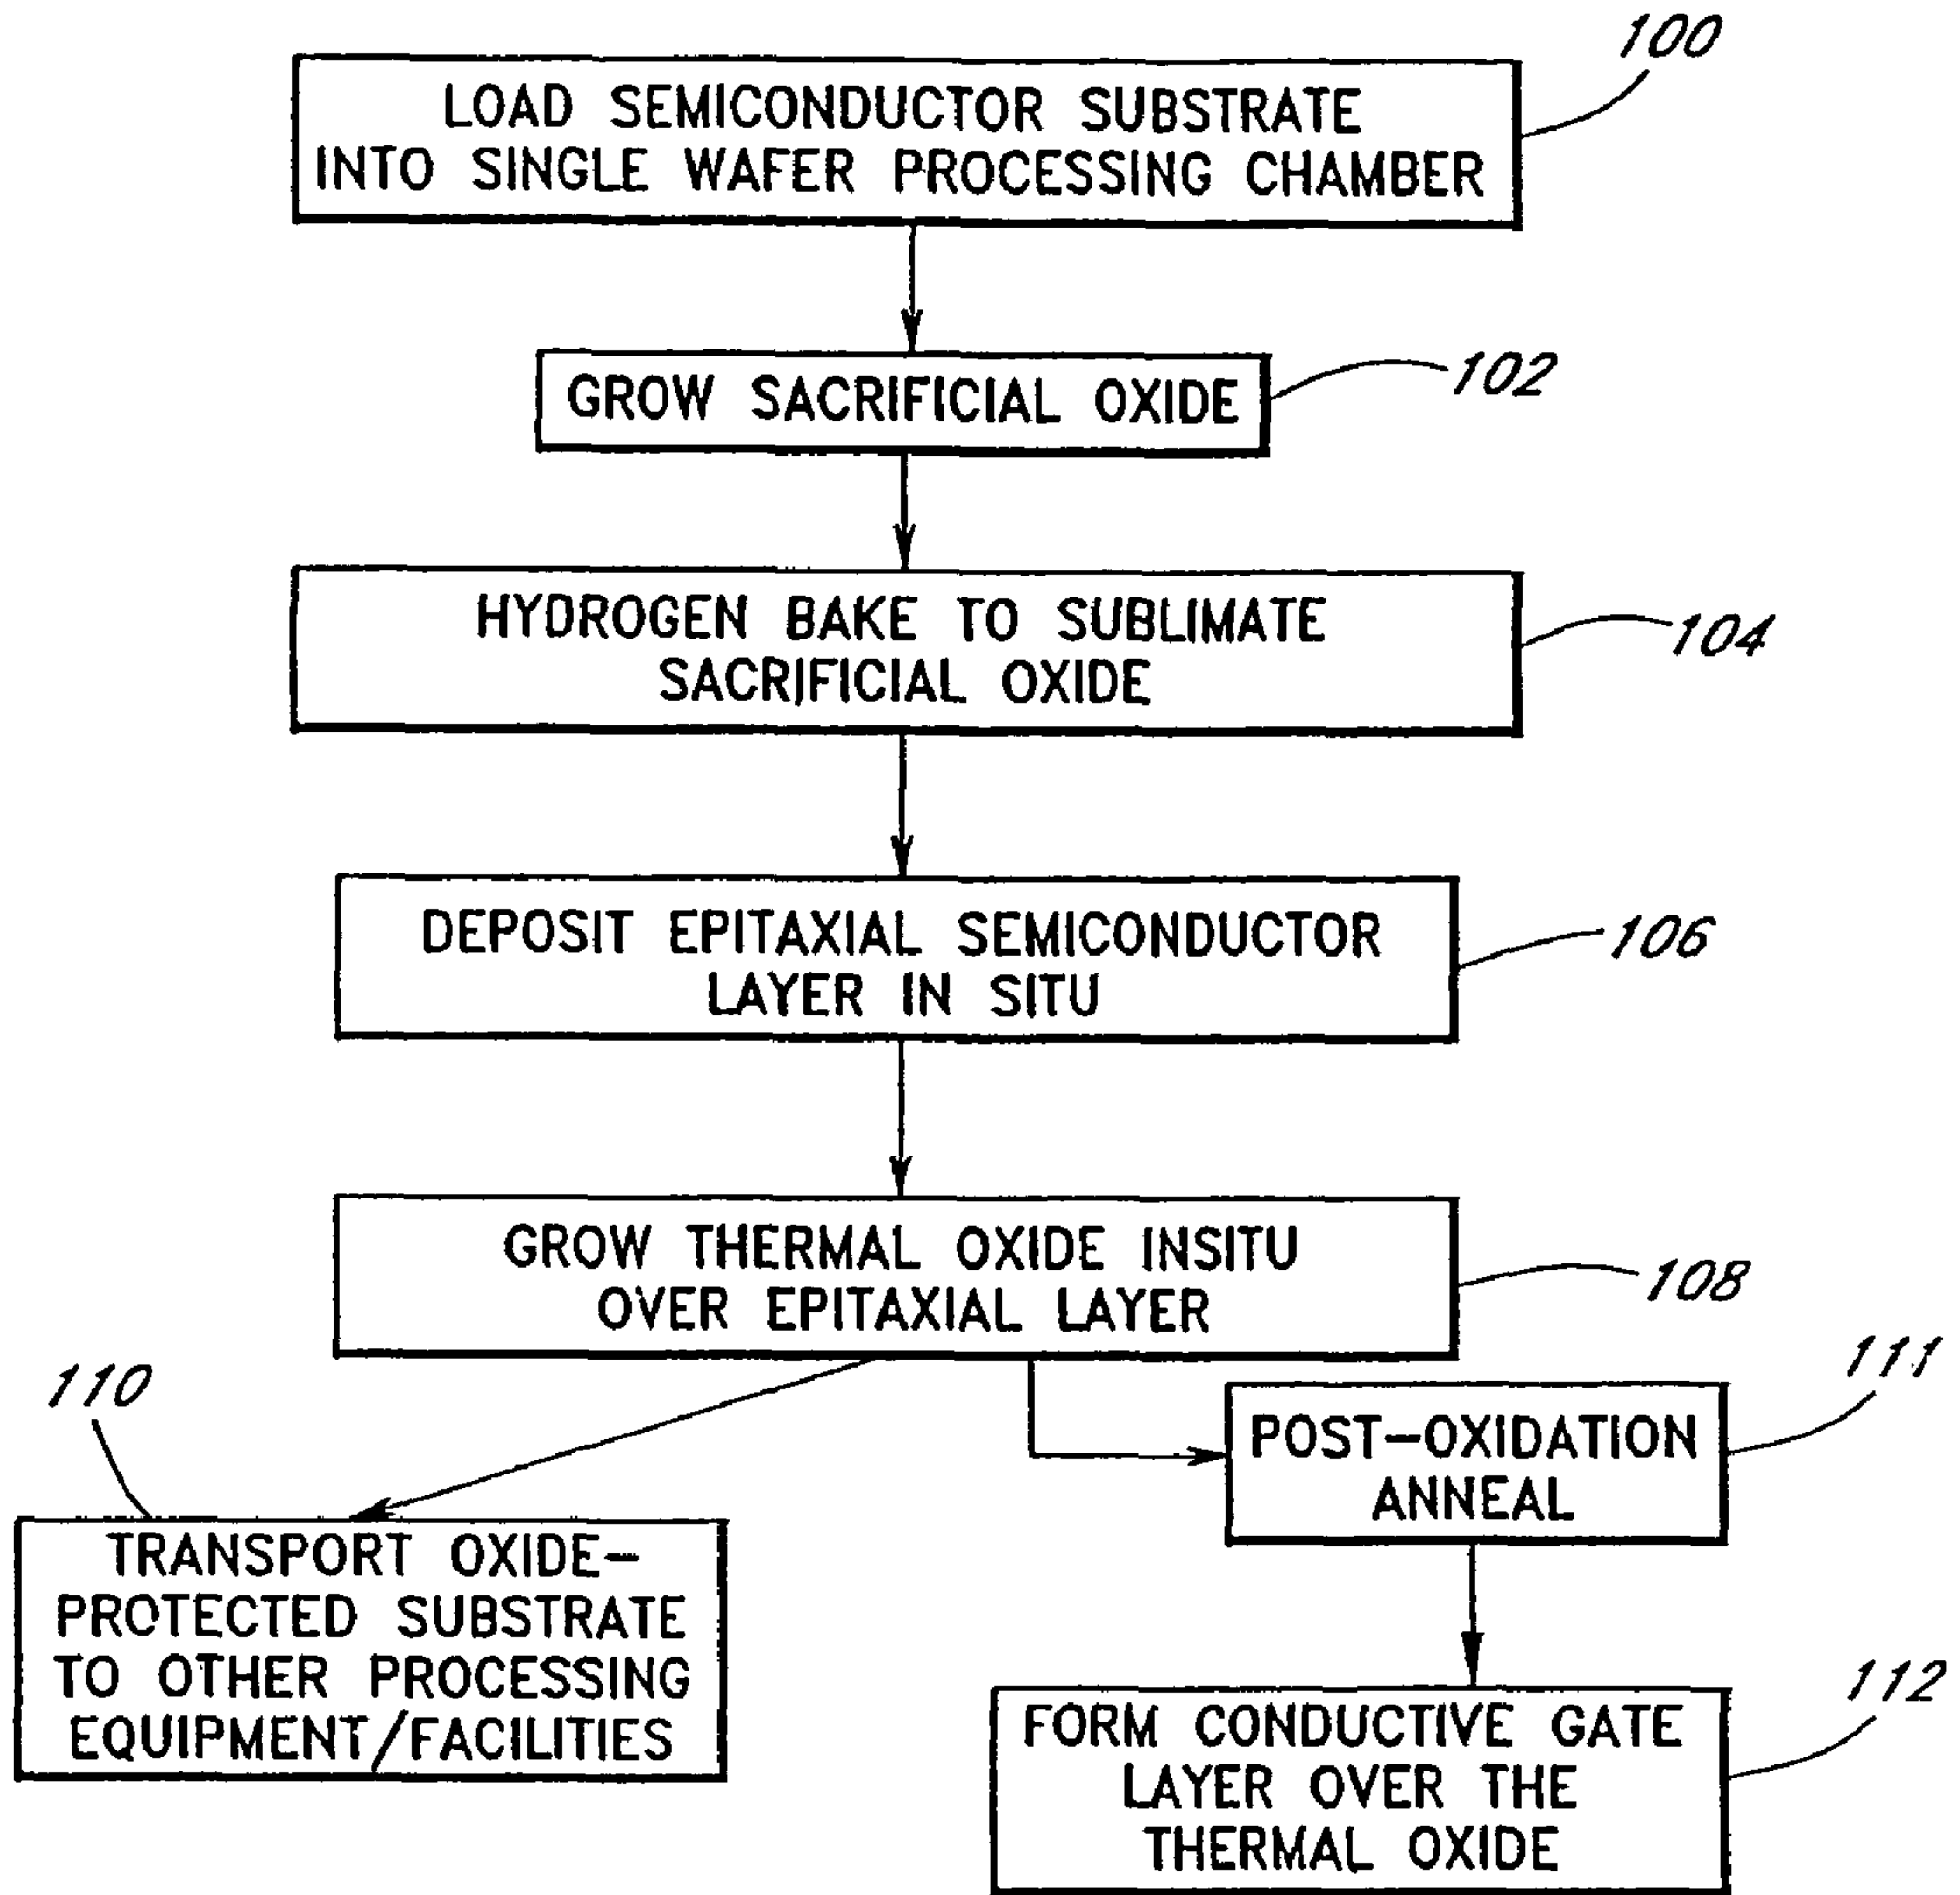 100
LOAD SEMICONDUCTOR SUBSTRATE
INTO SINGLE WAFER PROCESSING CHAMBER
GROW SACRIFICIAL OXIDE
102
HYDROGEN BAKE TO SUBLIMATE
SACRIFICIAL OXIDE
104
DEPOSIT EPITAXIAL SEMICONDUCTOR
LAYER IN SITU
106
GROW THERMAL OXIDE INSITU
OVER EPITAXIAL LAYER
108
110
TRANSPORT OXIDE-
PROTECTED SUBSTRATE
TO OTHER PROCESSING
EQUIPMENT/FACILITIES
111
POST-OXIDATION
ANNEAL
112
FORM CONDUCTIVE GATE
LAYER OVER THE
THERMAL OXIDE